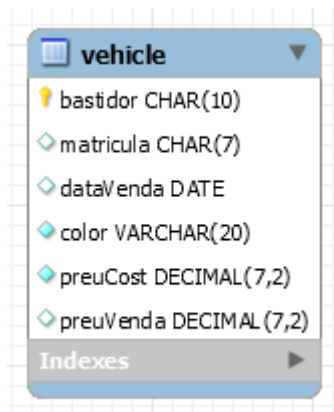 vehicle
bastidor CHAR(10)
matricula CHAR(7)
dataVenda DATE
color VARCHAR(20)
preuCost DECIMAL(7,2)
preuVenda DECIMAL(7,2)
Indexes